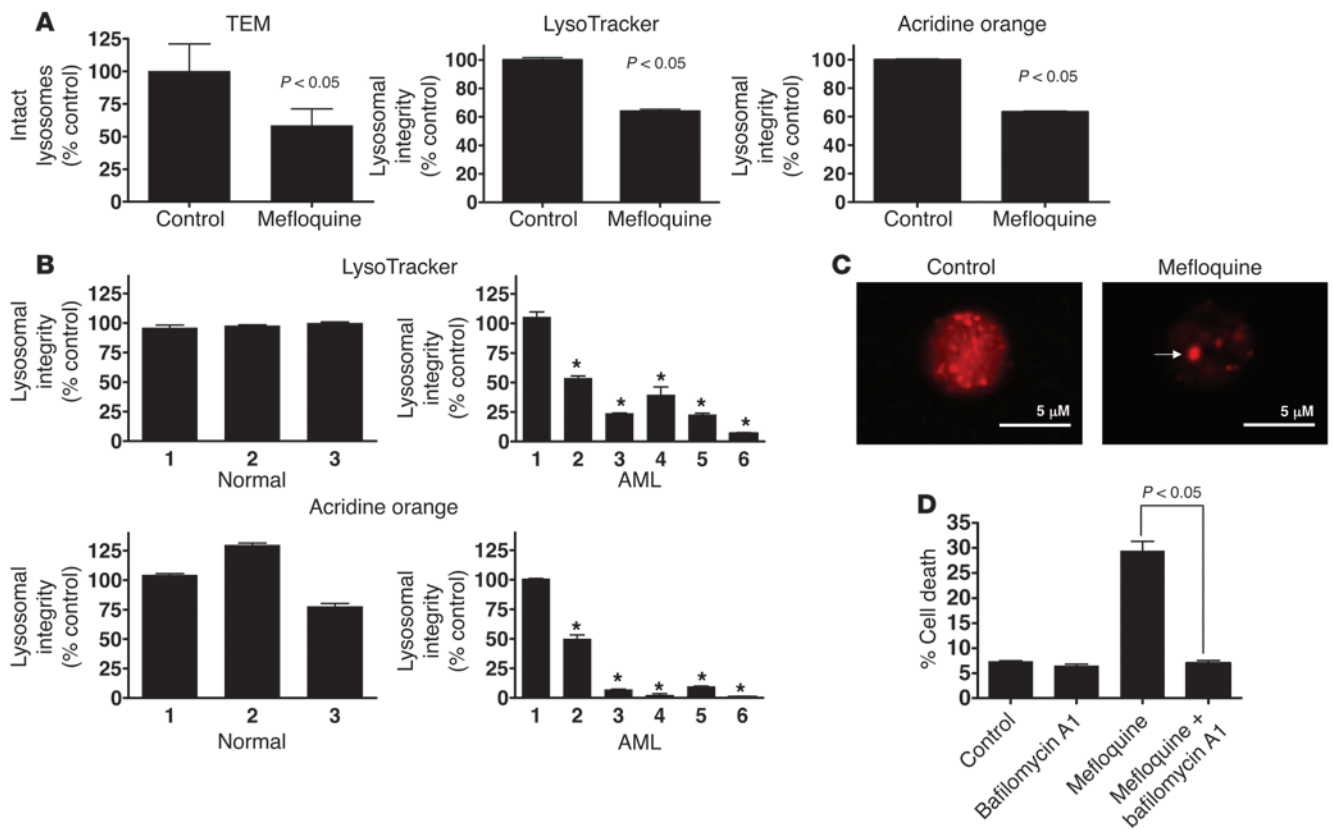 A
TEM
Intact
lysosomes
(% control)
125
100
75
50
25
0
Control Mefloquine
P < 0.05
LysoTracker
Lysosomal
integrity
(% control)
100
80
60
40
20
0
Control Mefloquine
P < 0.05
Acridine orange
Lysosomal
integrity
(% control)
100
80
60
40
20
0
Control Mefloquine
P < 0.05
B
LysoTracker
Lysosomal
integrity
(% control)
125
100
75
50
25
0
1 2 3
Normal
Lysosomal
integrity
(% control)
125
100
75
50
25
0
* * * * *
1 2 3 4 5 6
AML
Acridine orange
Lysosomal
integrity
(% control)
125
100
75
50
25
0
1 2 3
Normal
Lysosomal
integrity
(% control)
125
100
75
50
25
0
* * * * *
1 2 3 4 5 6
AML
C
Control
5 μM
Mefloquine
5 μM
D
P < 0.05
% Cell death
35
30
25
20
15
10
5
0
Control
Bafilomycin A1
Mefloquine
Mefloquine +
bafilomycin A1